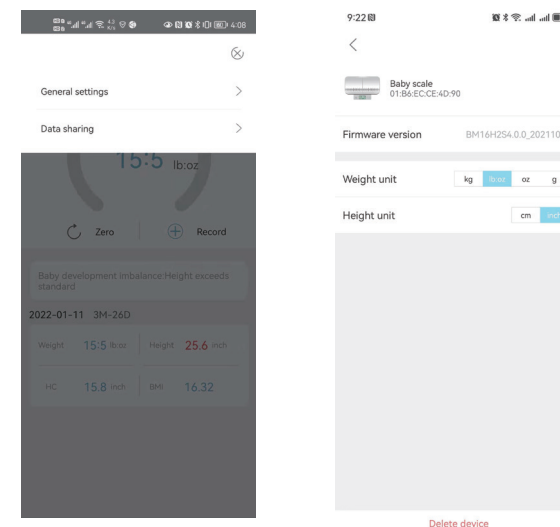 4:08
General settings
Data sharing
15:5 lb:oz
Zero
Record
Baby development imbalance:Height exceeds
standard
2022-01-11 3M-26D
Weight 15:5 lb:oz Height 25.6 inch
HC 15.8 inch BMI 16.32
9:22
Baby scale
01:B6:EC:CE:4D:90
Firmware version BM16H2S4.0.0_202110
Weight unit kg lb:oz oz g
Height unit cm inch
Delete device